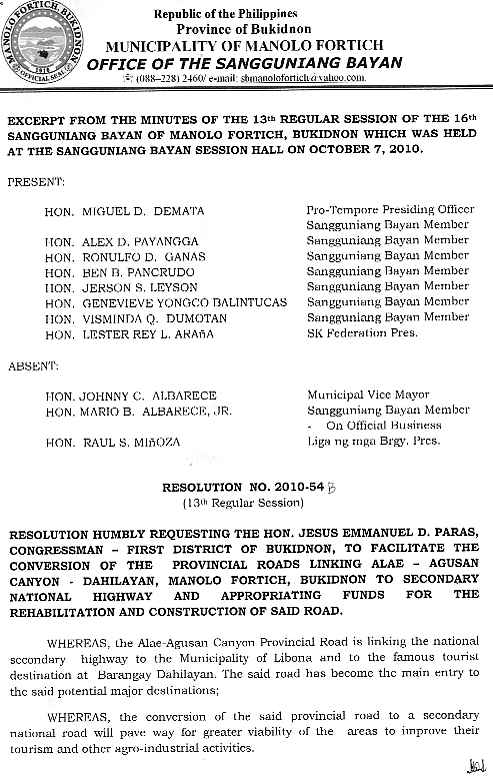 MANOLO FORTICH, BUKIDNON
OFFICIAL SEAL
Republic of the Philippines
Province of Bukidnon
MUNICIPALITY OF MANOLO FORTICH
OFFICE OF THE SANGGUNIANG BAYAN
(088–228) 2460/ e-mail: sbmanolofortich@yahoo.com.
EXCERPT FROM THE MINUTES OF THE 13th REGULAR SESSION OF THE 16th
SANGGUNIANG BAYAN OF MANOLO FORTICH, BUKIDNON WHICH WAS HELD
AT THE SANGGUNIANG BAYAN SESSION HALL ON OCTOBER 7, 2010.
PRESENT:
HON. MIGUEL D. DEMATA Pro-Tempore Presiding Officer
Sangguniang Bayan Member
HON. ALEX D. PAYANGGA Sangguniang Bayan Member
HON. RONULFO D. GANAS Sangguniang Bayan Member
HON. BEN B. PANCRUDO Sangguniang Bayan Member
HON. JERSON S. LEYSON Sangguniang Bayan Member
HON. GENEVIEVE YONGCO BALINTUCAS Sangguniang Bayan Member
HON. VISMINDA Q. DUMOTAN Sangguniang Bayan Member
HON. LESTER REY L. ARAñA SK Federation Pres.
ABSENT:
HON. JOHNNY C. ALBARECE Municipal Vice Mayor
HON. MARIO B. ALBARECE, JR. Sangguniang Bayan Member
- On Official Business
HON. RAUL S. MIñOZA Liga ng mga Brgy. Pres.
RESOLUTION NO. 2010-54 B
(13th Regular Session)
RESOLUTION HUMBLY REQUESTING THE HON. JESUS EMMANUEL D. PARAS,
CONGRESSMAN – FIRST DISTRICT OF BUKIDNON, TO FACILITATE THE
CONVERSION OF THE PROVINCIAL ROADS LINKING ALAE – AGUSAN
CANYON - DAHILAYAN, MANOLO FORTICH, BUKIDNON TO SECONDARY
NATIONAL HIGHWAY AND APPROPRIATING FUNDS FOR THE
REHABILITATION AND CONSTRUCTION OF SAID ROAD.
WHEREAS, the Alae-Agusan Canyon Provincial Road is linking the national
secondary highway to the Municipality of Libona and to the famous tourist
destination at Barangay Dahilayan. The said road has become the main entry to
the said potential major destinations;
WHEREAS, the conversion of the said provincial road to a secondary
national road will pave way for greater viability of the areas to improve their
tourism and other agro-industrial activities.